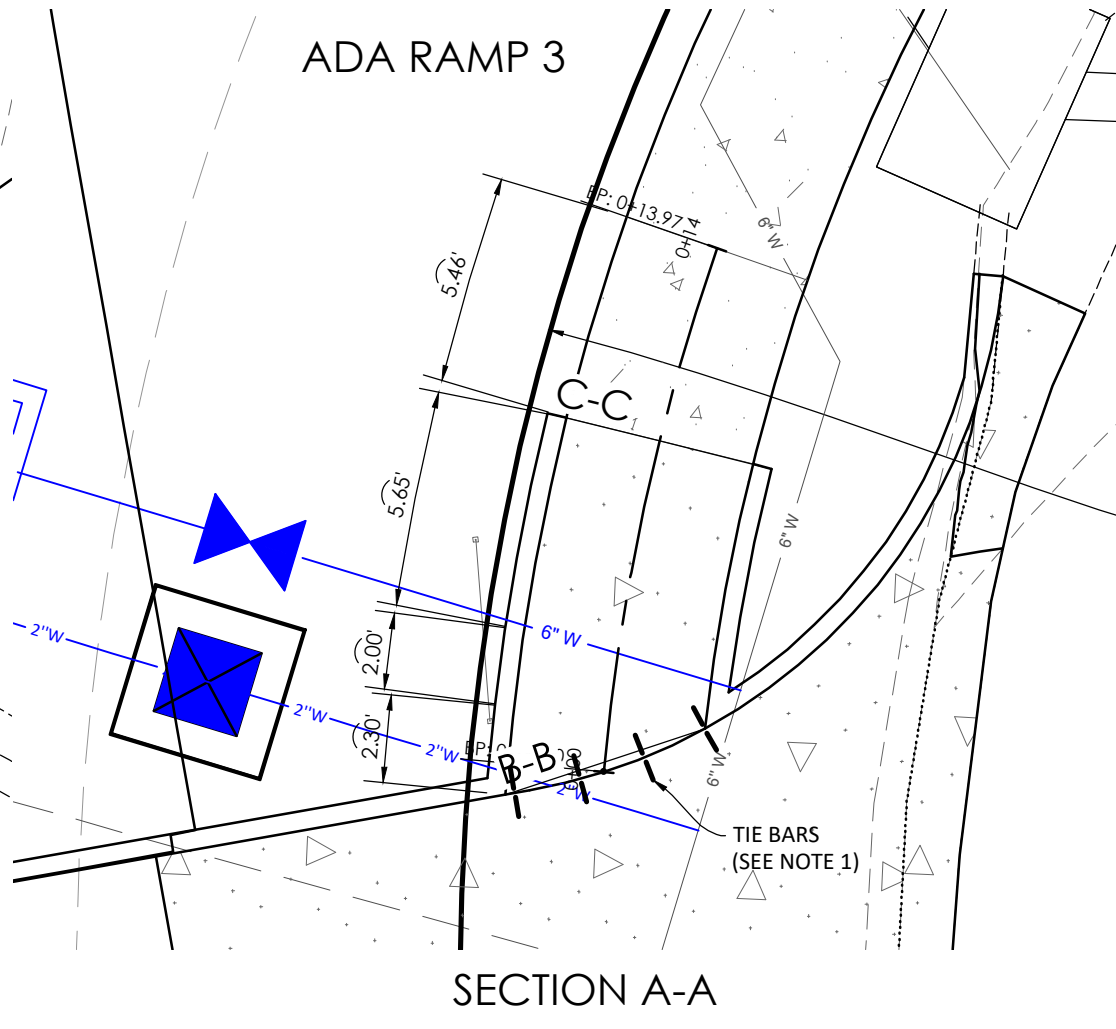 ADA RAMP 3
EP: 0+13.97
0+14
6" W
5.46'
C-C
5.65'
6" W
6" W
2"W
2.00'
2"W
2.30'
2"W
B-B
2"W
6" W
TIE BARS
(SEE NOTE 1)
SECTION A-A